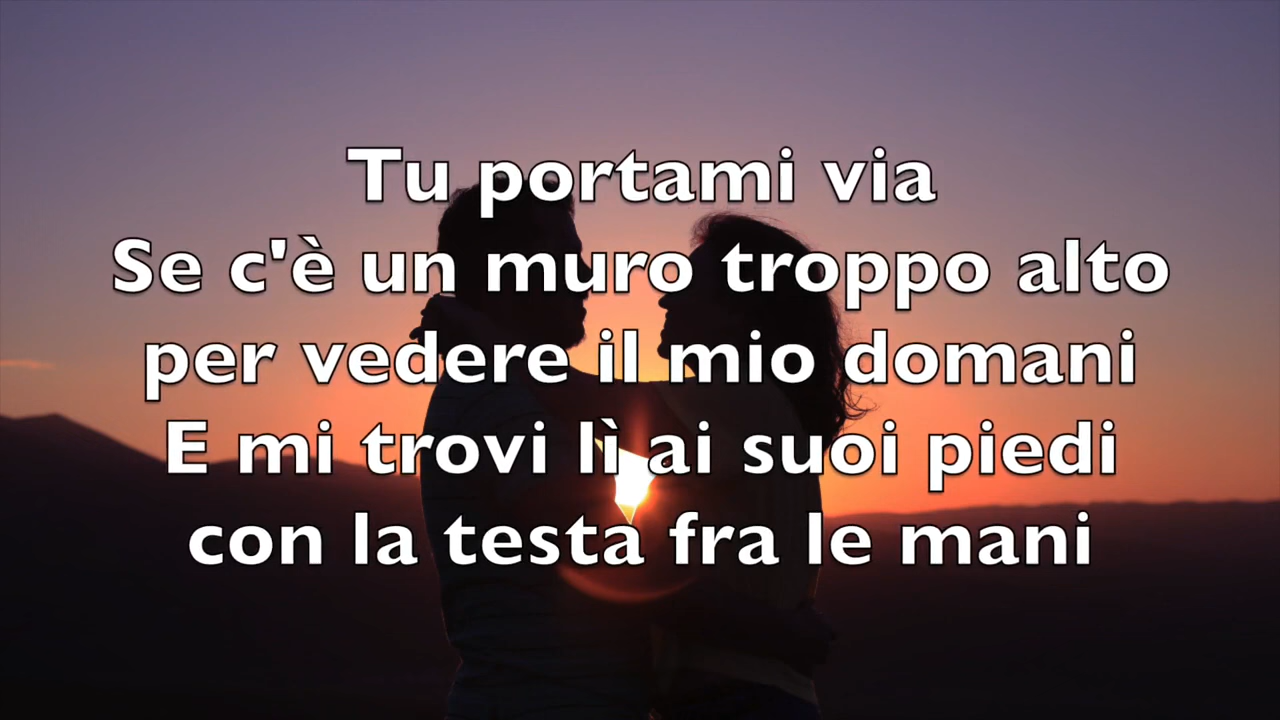 Tu portami via
Se c'è un muro troppo alto
per vedere il mio domani
E mi trovi lì ai suoi piedi
con la testa fra le mani